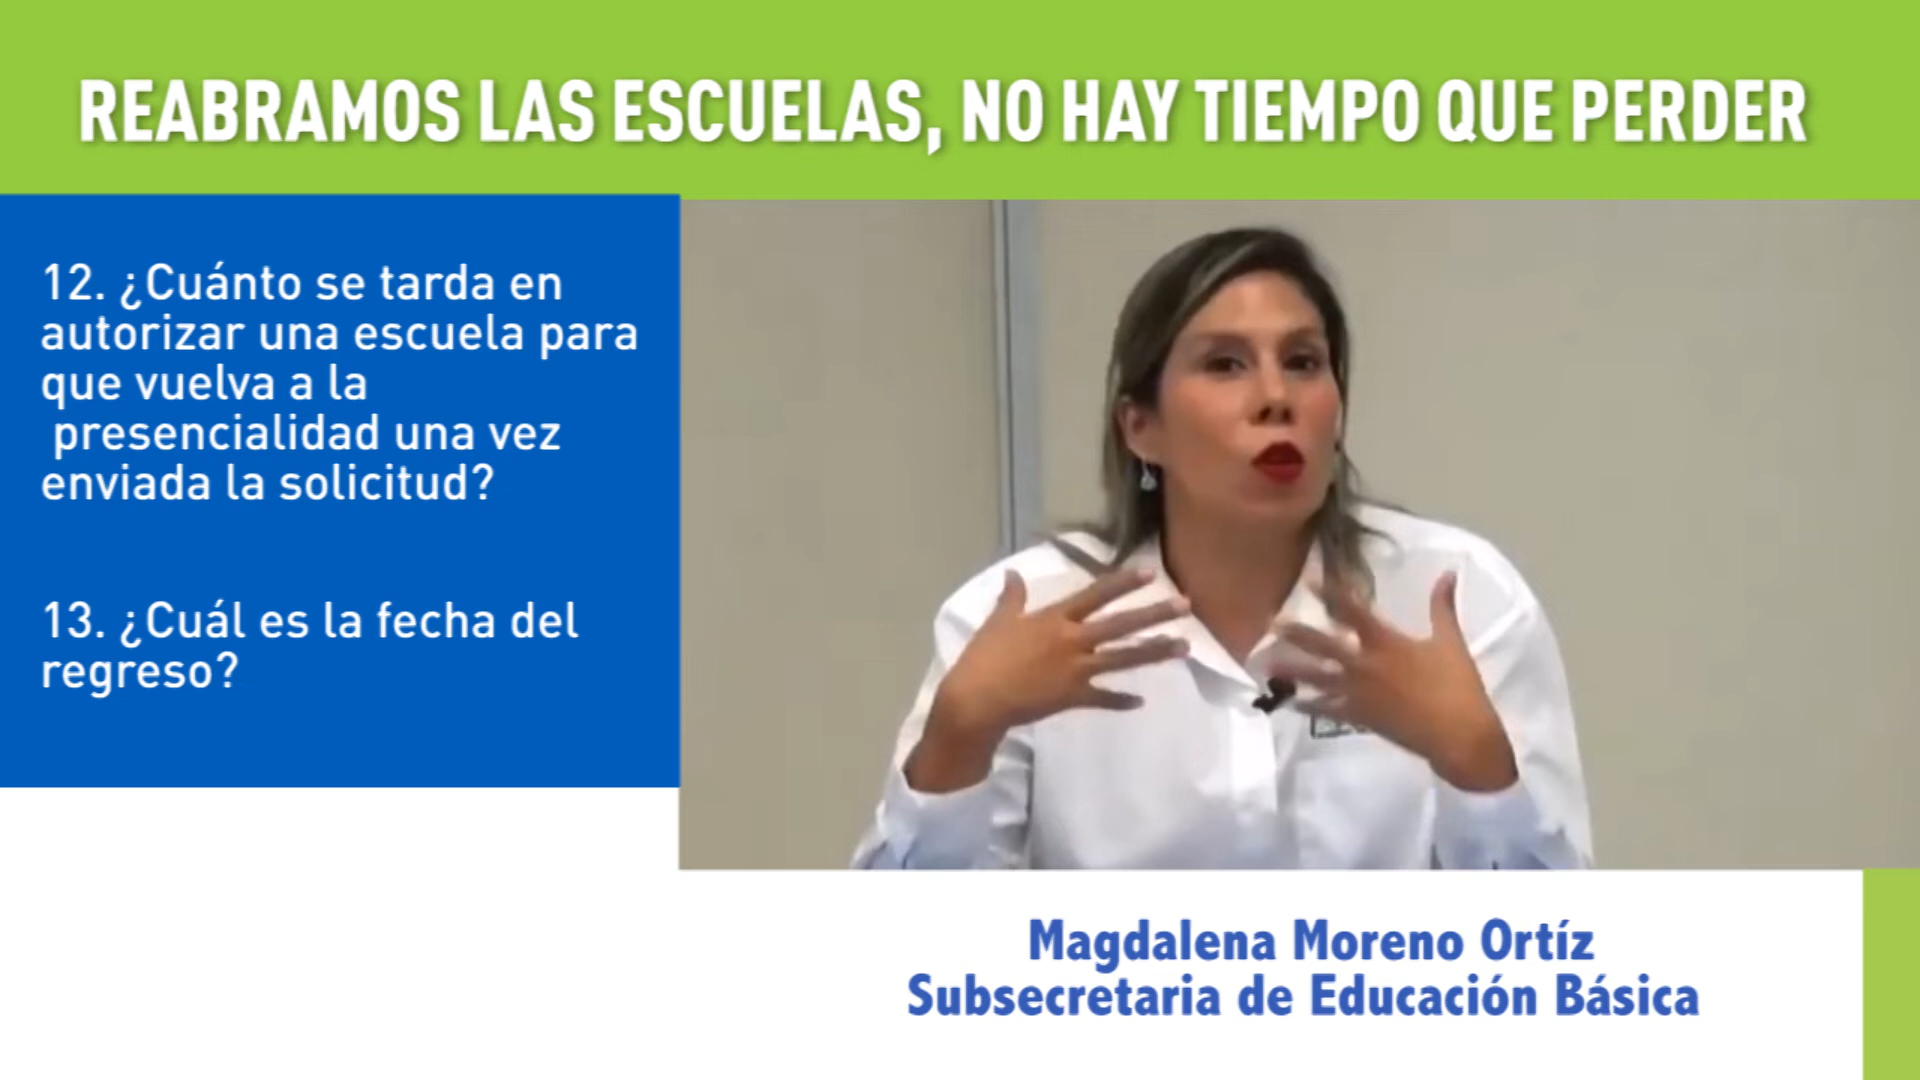 REABRAMOS LAS ESCUELAS, NO HAY TIEMPO QUE PERDER
12. ¿Cuánto se tarda en
autorizar una escuela para
que vuelva a la
presencialidad una vez
enviada la solicitud?
13. ¿Cuál es la fecha del
regreso?
Magdalena Moreno Ortíz
Subsecretaria de Educación Básica